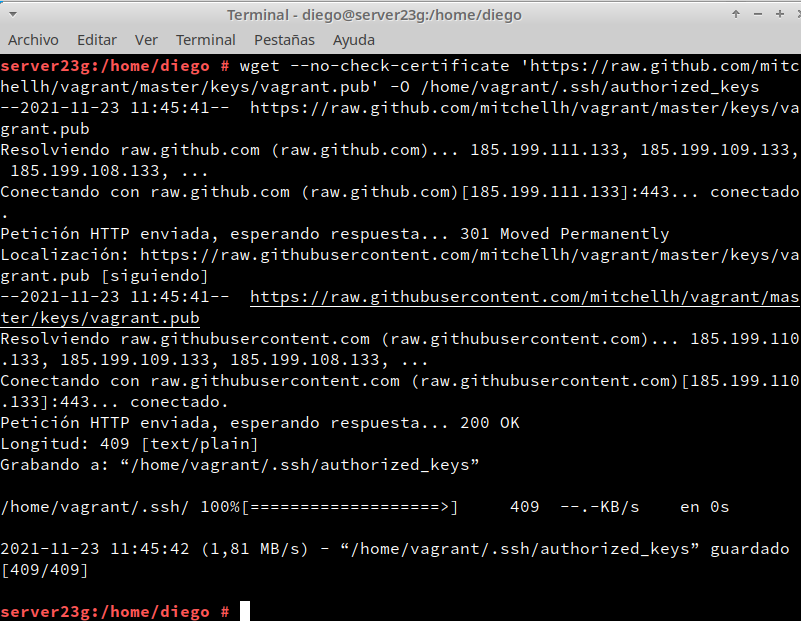 Terminal - diego@server23g:/home/diego
Archivo Editar Ver Terminal Pestañas Ayuda
server23g:/home/diego # wget --no-check-certificate 'https://raw.github.com/mitc
hellh/vagrant/master/keys/vagrant.pub' -O /home/vagrant/.ssh/authorized_keys
--2021-11-23 11:45:41-- https://raw.github.com/mitchellh/vagrant/master/keys/va
grant.pub
Resolviendo raw.github.com (raw.github.com)... 185.199.111.133, 185.199.109.133,
185.199.108.133, ...
Conectando con raw.github.com (raw.github.com)[185.199.111.133]:443... conectado
.
Petición HTTP enviada, esperando respuesta... 301 Moved Permanently
Localización: https://raw.githubusercontent.com/mitchellh/vagrant/master/keys/va
grant.pub [siguiendo]
--2021-11-23 11:45:41-- https://raw.githubusercontent.com/mitchellh/vagrant/mas
ter/keys/vagrant.pub
Resolviendo raw.githubusercontent.com (raw.githubusercontent.com)... 185.199.110
.133, 185.199.109.133, 185.199.108.133, ...
Conectando con raw.githubusercontent.com (raw.githubusercontent.com)[185.199.110
.133]:443... conectado.
Petición HTTP enviada, esperando respuesta... 200 OK
Longitud: 409 [text/plain]
Grabando a: “/home/vagrant/.ssh/authorized_keys”
/home/vagrant/.ssh/ 100%[===================>] 409 --.-KB/s en 0s
2021-11-23 11:45:42 (1,81 MB/s) - “/home/vagrant/.ssh/authorized_keys” guardado
[409/409]
server23g:/home/diego #